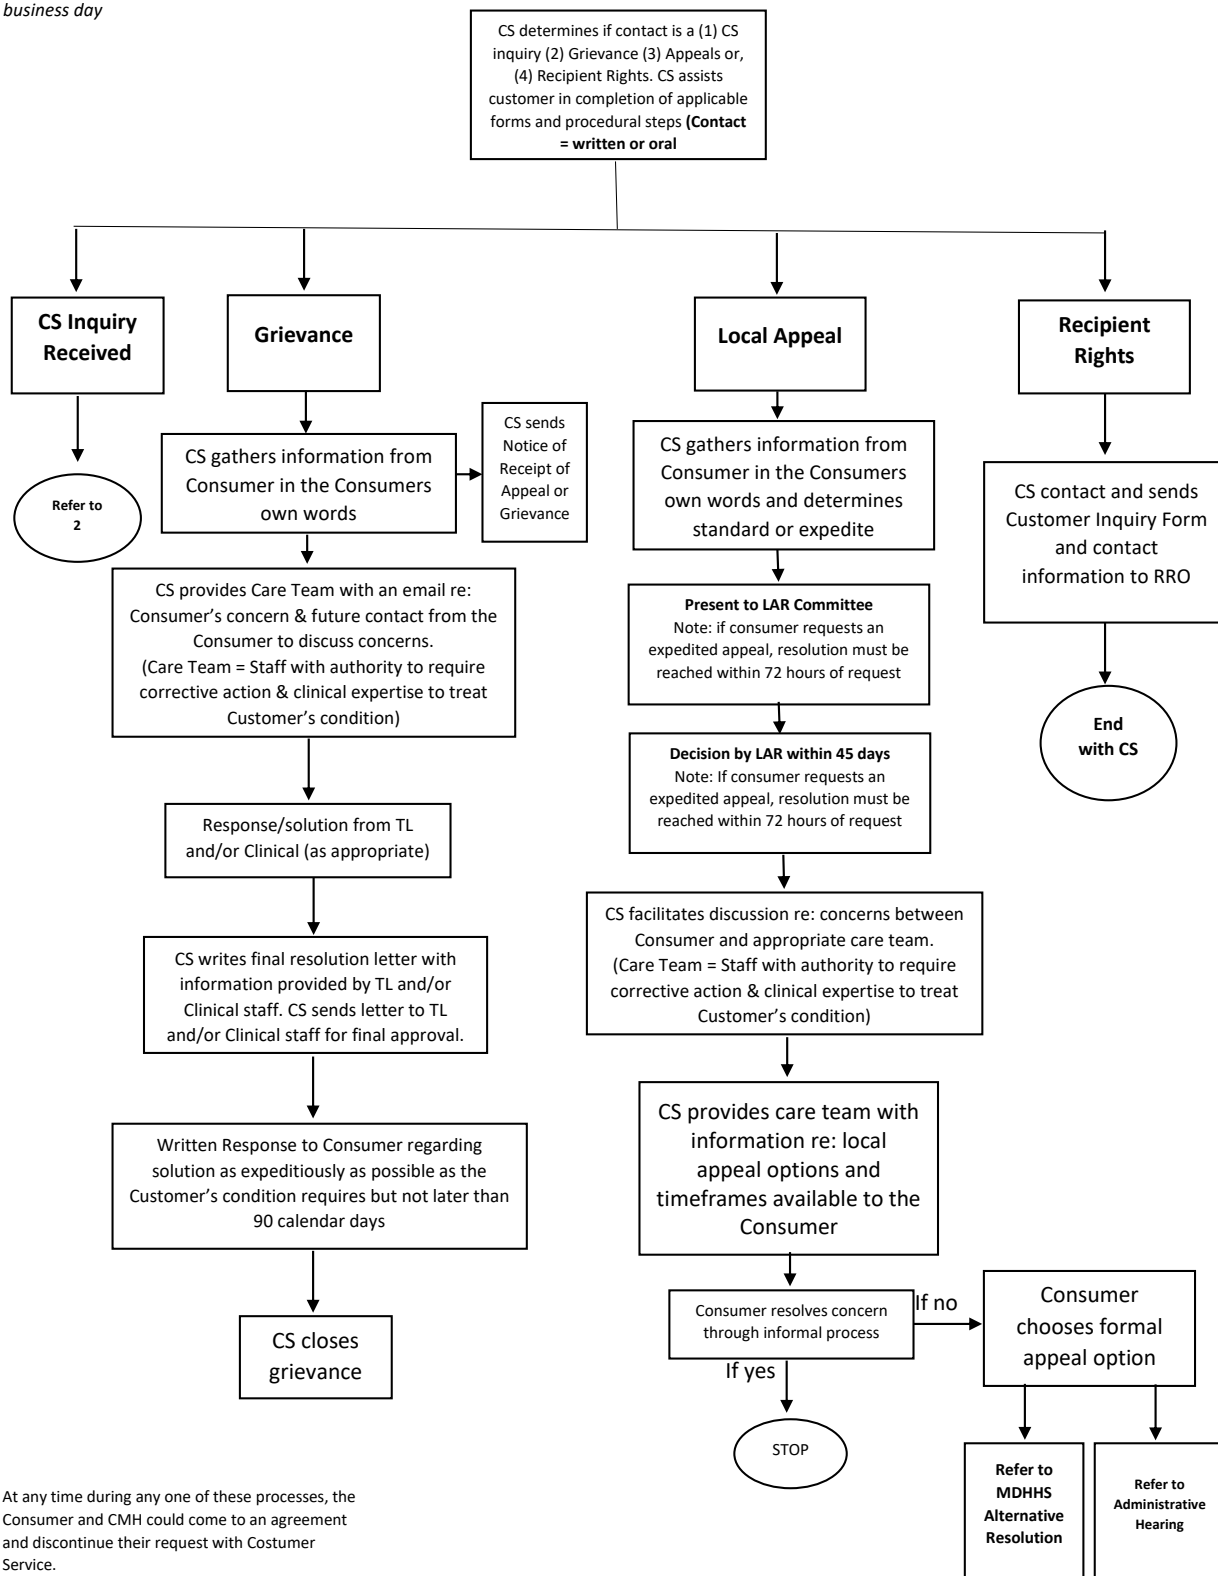 business day
CS determines if contact is a (1) CS
inquiry (2) Grievance (3) Appeals or,
(4) Recipient Rights. CS assists
customer in completion of applicable
forms and procedural steps (Contact
= written or oral
CS Inquiry
Received
Grievance
Local Appeal
Recipient
Rights
Refer to
2
CS gathers information from
Consumer in the Consumers
own words
CS sends
Notice of
Receipt of
Appeal or
Grievance
CS provides Care Team with an email re:
Consumer’s concern & future contact from the
Consumer to discuss concerns.
(Care Team = Staff with authority to require
corrective action & clinical expertise to treat
Customer’s condition)
Response/solution from TL
and/or Clinical (as appropriate)
CS writes final resolution letter with
information provided by TL and/or
Clinical staff. CS sends letter to TL
and/or Clinical staff for final approval.
Written Response to Consumer regarding
solution as expeditiously as possible as the
Customer’s condition requires but not later than
90 calendar days
CS closes
grievance
CS gathers information from
Consumer in the Consumers
own words and determines
standard or expedite
Present to LAR Committee
Note: if consumer requests an
expedited appeal, resolution must be
reached within 72 hours of request
Decision by LAR within 45 days
Note: If consumer requests an
expedited appeal, resolution must be
reached within 72 hours of request
CS facilitates discussion re: concerns between
Consumer and appropriate care team.
(Care Team = Staff with authority to require
corrective action & clinical expertise to treat
Customer’s condition)
CS provides care team with
information re: local
appeal options and
timeframes available to the
Consumer
Consumer resolves concern
through informal process
If no
If yes
STOP
Consumer
chooses formal
appeal option
Refer to
MDHHS
Alternative
Resolution
Refer to
Administrative
Hearing
CS contact and sends
Customer Inquiry Form
and contact
information to RRO
End
with CS
At any time during any one of these processes, the
Consumer and CMH could come to an agreement
and discontinue their request with Costumer
Service.